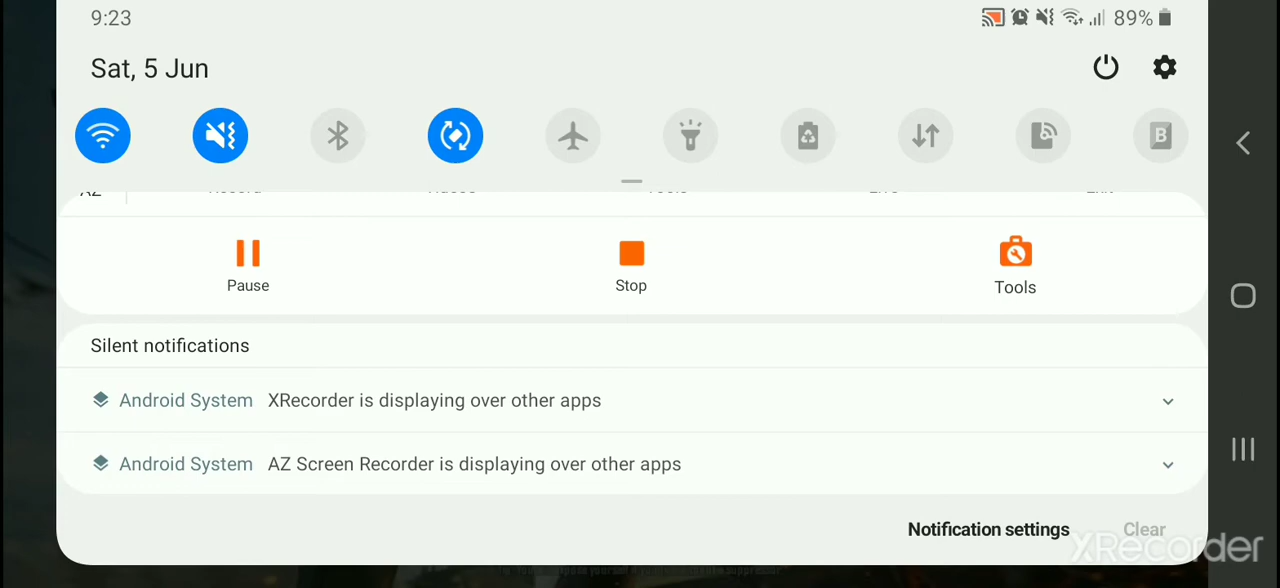 9:23
89%
Sat, 5 Jun
B
Pause
Stop
Tools
Silent notifications
Android System XRecorder is displaying over other apps
Android System AZ Screen Recorder is displaying over other apps
Notification settings
Clear
XRecorder